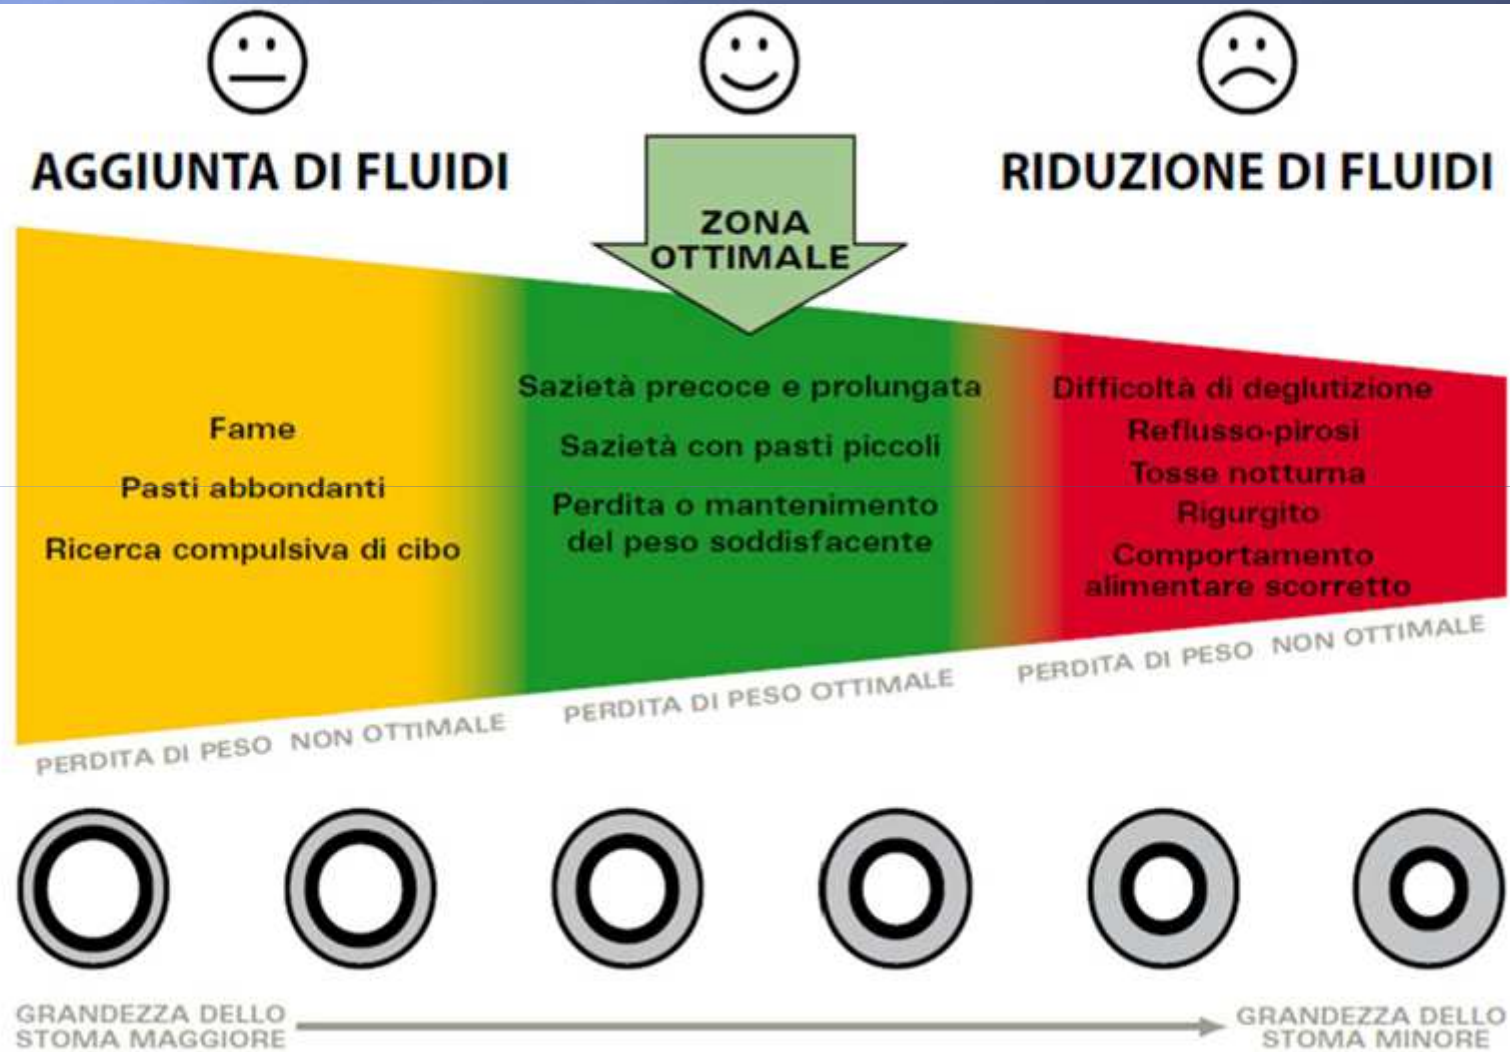 AGGIUNTA DI FLUIDI
ZONA
OTTIMALE
RIDUZIONE DI FLUIDI
Fame
Pasti abbondanti
Ricerca compulsiva di cibo
Sazietà precoce e prolungata
Sazietà con pasti piccoli
Perdita o mantenimento
del peso soddisfacente
Difficoltà di deglutizione
Reflusso-pirosi
Tosse notturna
Rigurgito
Comportamento
alimentare scorretto
PERDITA DI PESO NON OTTIMALE
PERDITA DI PESO OTTIMALE
PERDITA DI PESO NON OTTIMALE
GRANDEZZA DELLO
STOMA MAGGIORE
GRANDEZZA DELLO
STOMA MINORE